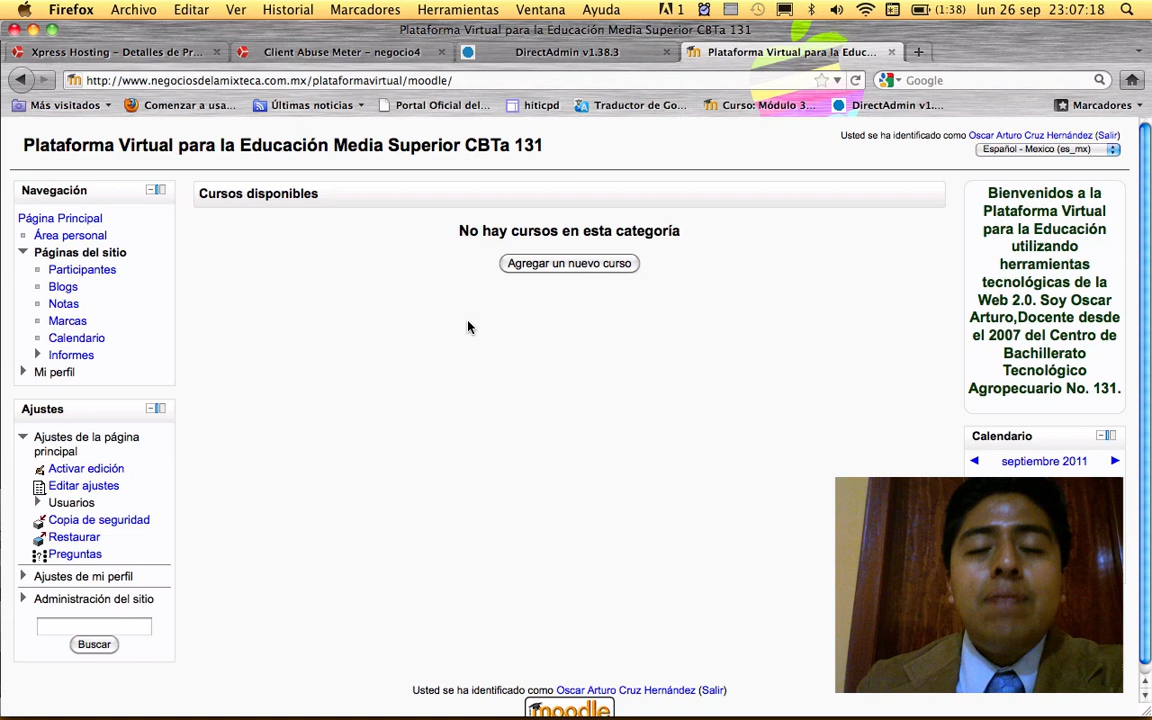 Firefox Archivo Editar Ver Historial Marcadores Herramientas Ventana Ayuda 1 (1:38) lun 26 sep 23:07:18
Plataforma Virtual para la Educación Media Superior CBTa 131
Xpress Hosting - Detalles de Pr... Client Abuse Meter - negocio4 DirectAdmin v1.38.3 Plataforma Virtual para la Educ...
http://www.negociosdelamixteca.com.mx/plataformavirtual/moodle/ Google
Más visitados Comenzar a usa... Últimas noticias Portal Oficial del... hiticpd Traductor de Go... Curso: Módulo 3... DirectAdmin v1.... Marcadores
Usted se ha identificado como Oscar Arturo Cruz Hernández (Salir)
Plataforma Virtual para la Educación Media Superior CBTa 131
Español - Mexico (es_mx)
Navegación
Página Principal
Área personal
Páginas del sitio
Participantes
Blogs
Notas
Marcas
Calendario
Informes
Mi perfil
Ajustes
Ajustes de la página
principal
Activar edición
Editar ajustes
Usuarios
Copia de seguridad
Restaurar
Preguntas
Ajustes de mi perfil
Administración del sitio
Buscar
Cursos disponibles
No hay cursos en esta categoría
Agregar un nuevo curso
Bienvenidos a la
Plataforma Virtual
para la Educación
utilizando
herramientas
tecnológicas de la
Web 2.0. Soy Oscar
Arturo,Docente desde
el 2007 del Centro de
Bachillerato
Tecnológico
Agropecuario No. 131.
Calendario
septiembre 2011
Usted se ha identificado como Oscar Arturo Cruz Hernández (Salir)
moodle